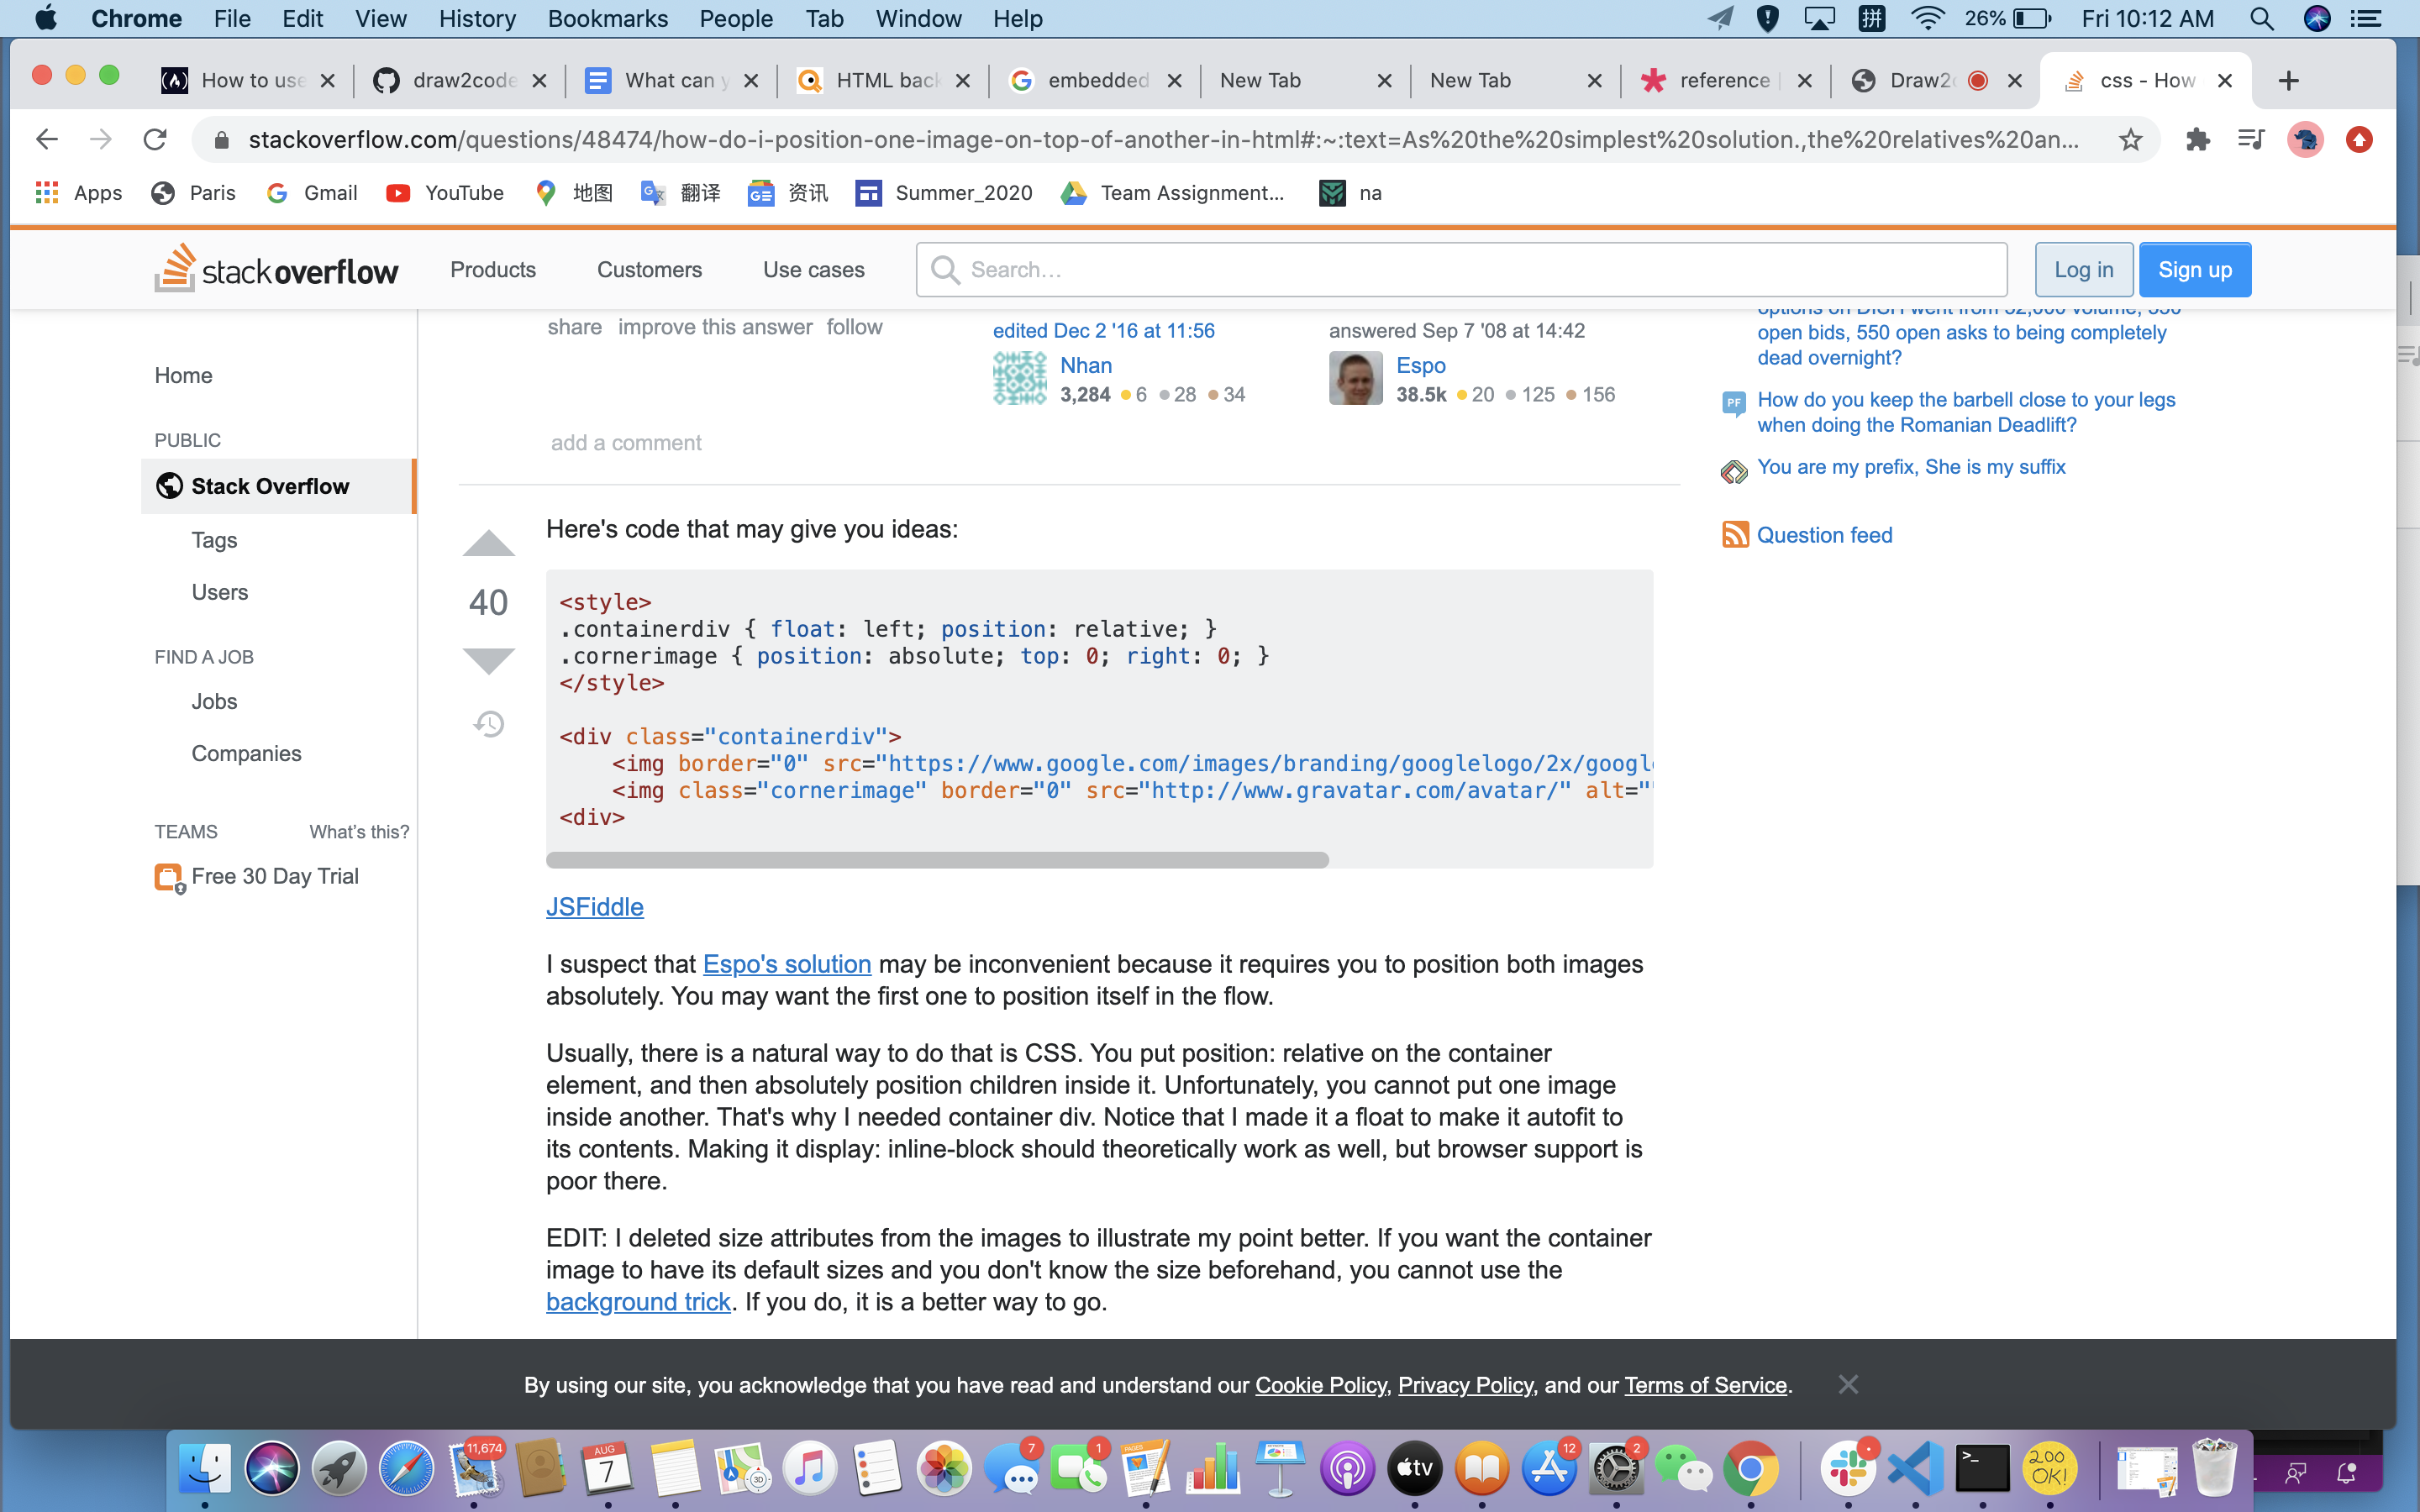 Chrome File Edit View History Bookmarks People Tab Window Help 拼 26% Fri 10:12 AM
How to use draw2code What can y HTML back embedded New Tab New Tab reference Draw2c css - How
stackoverflow.com/questions/48474/how-do-i-position-one-image-on-top-of-another-in-html#:~:text=As%20the%20simplest%20solution.,the%20relatives%20an...
Apps Paris Gmail YouTube 地图 翻译 资讯 Summer_2020 Team Assignment... na
stackoverflow Products Customers Use cases Search... Log in Sign up
Home
PUBLIC
Stack Overflow
Tags
Users
FIND A JOB
Jobs
Companies
TEAMS What's this?
Free 30 Day Trial
share improve this answer follow
edited Dec 2 '16 at 11:56
Nhan
3,284 6 28 34
answered Sep 7 '08 at 14:42
Espo
38.5k 20 125 156
add a comment
40
Here's code that may give you ideas:
<style>
.containerdiv { float: left; position: relative; }
.cornerimage { position: absolute; top: 0; right: 0; }
</style>
<div class="containerdiv">
<img border="0" src="https://www.google.com/images/branding/googlelogo/2x/googl
<img class="cornerimage" border="0" src="http://www.gravatar.com/avatar/" alt="
<div>
JSFiddle
I suspect that Espo's solution may be inconvenient because it requires you to position both images
absolutely. You may want the first one to position itself in the flow.
Usually, there is a natural way to do that is CSS. You put position: relative on the container
element, and then absolutely position children inside it. Unfortunately, you cannot put one image
inside another. That's why I needed container div. Notice that I made it a float to make it autofit to
its contents. Making it display: inline-block should theoretically work as well, but browser support is
poor there.
EDIT: I deleted size attributes from the images to illustrate my point better. If you want the container
image to have its default sizes and you don't know the size beforehand, you cannot use the
background trick. If you do, it is a better way to go.
open bids, 550 open asks to being completely
dead overnight?
PF
How do you keep the barbell close to your legs
when doing the Romanian Deadlift?
You are my prefix, She is my suffix
Question feed
By using our site, you acknowledge that you have read and understand our Cookie Policy, Privacy Policy, and our Terms of Service.
11,674 AUG 7 3D 7 1 PAGES tv 12 2 200 OK!